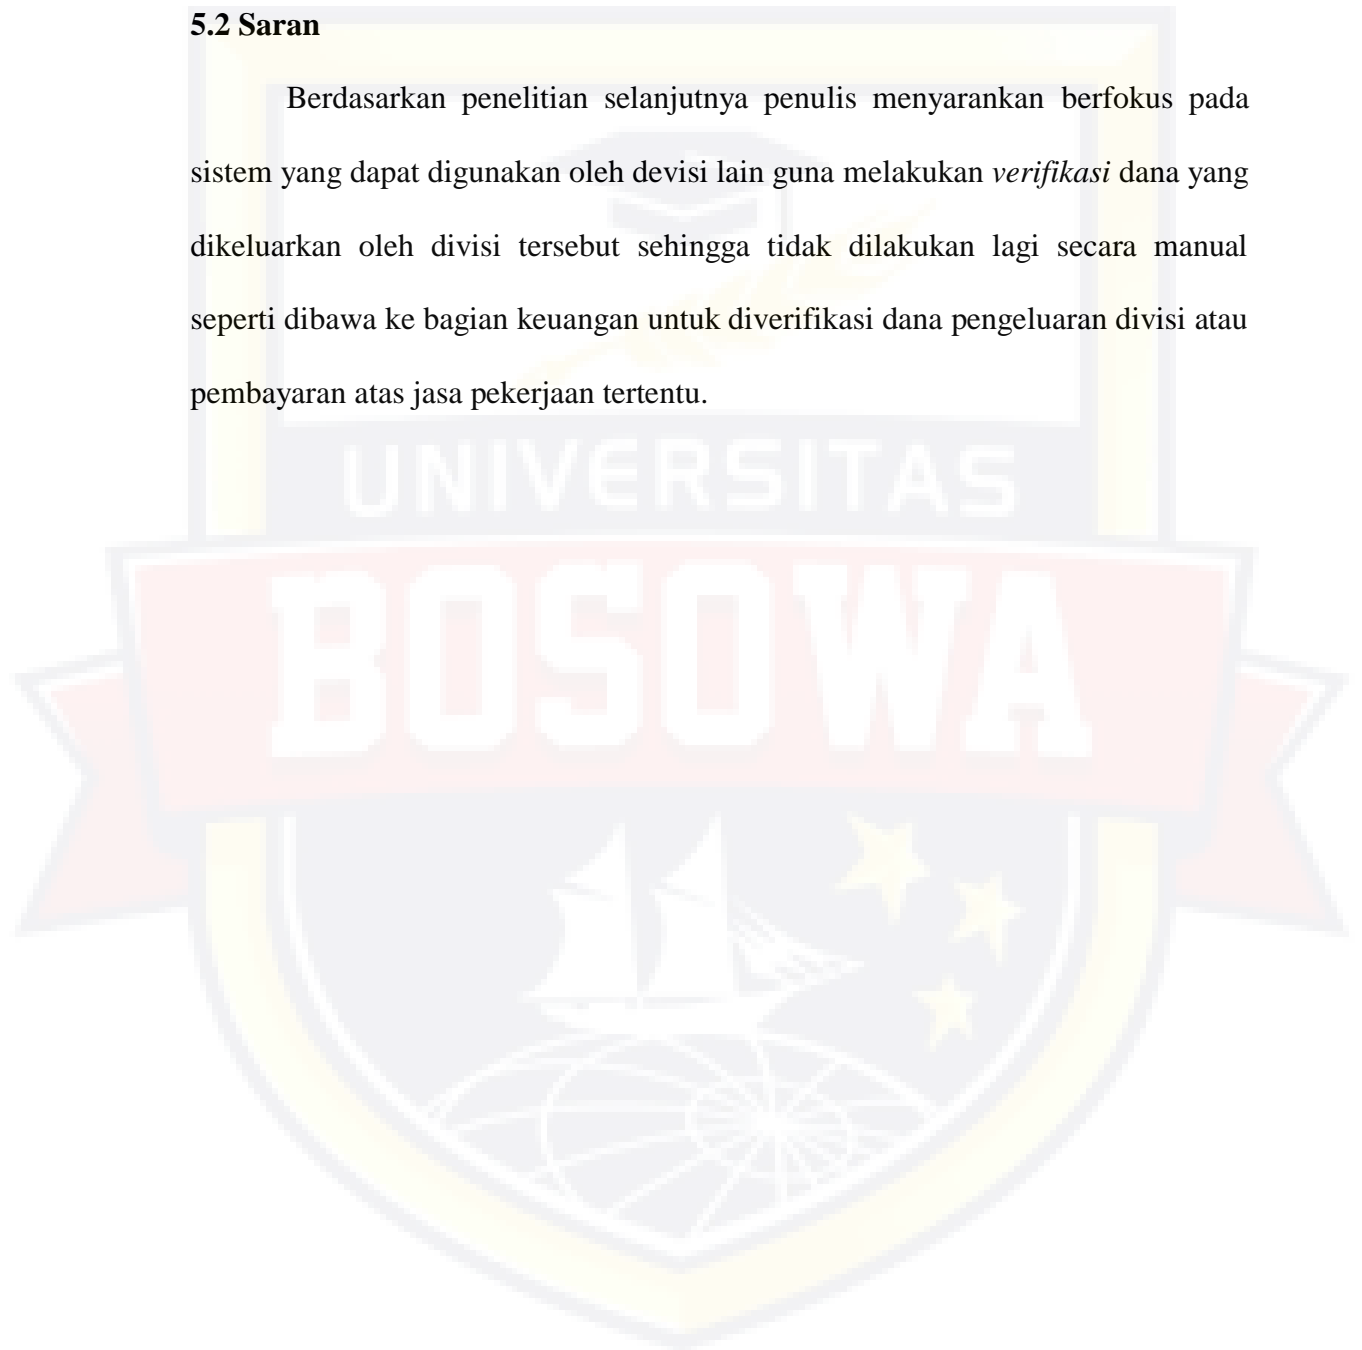 5.2 Saran
Berdasarkan penelitian selanjutnya penulis menyarankan berfokus pada
sistem yang dapat digunakan oleh devisi lain guna melakukan verifikasi dana yang
dikeluarkan oleh divisi tersebut sehingga tidak dilakukan lagi secara manual
seperti dibawa ke bagian keuangan untuk diverifikasi dana pengeluaran divisi atau
pembayaran atas jasa pekerjaan tertentu.
UNIVERSITAS
BOSOWA